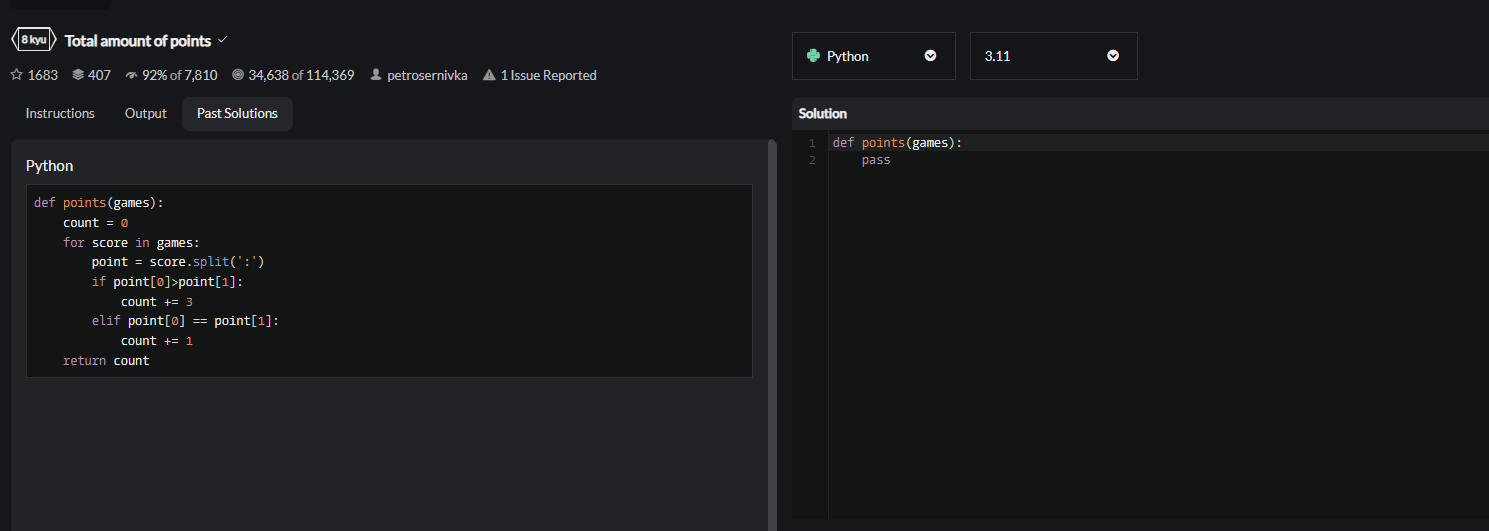 8 kyu Total amount of points
1683 407 92% of 7,810 34,638 of 114,369 petrosernivka 1 Issue Reported
Instructions Output Past Solutions
Python
def points(games):
    count = 0
    for score in games:
        point = score.split(':')
        if point[0]>point[1]:
            count += 3
        elif point[0] == point[1]:
            count += 1
    return count
Python 3.11
Solution
1 def points(games):
2     pass